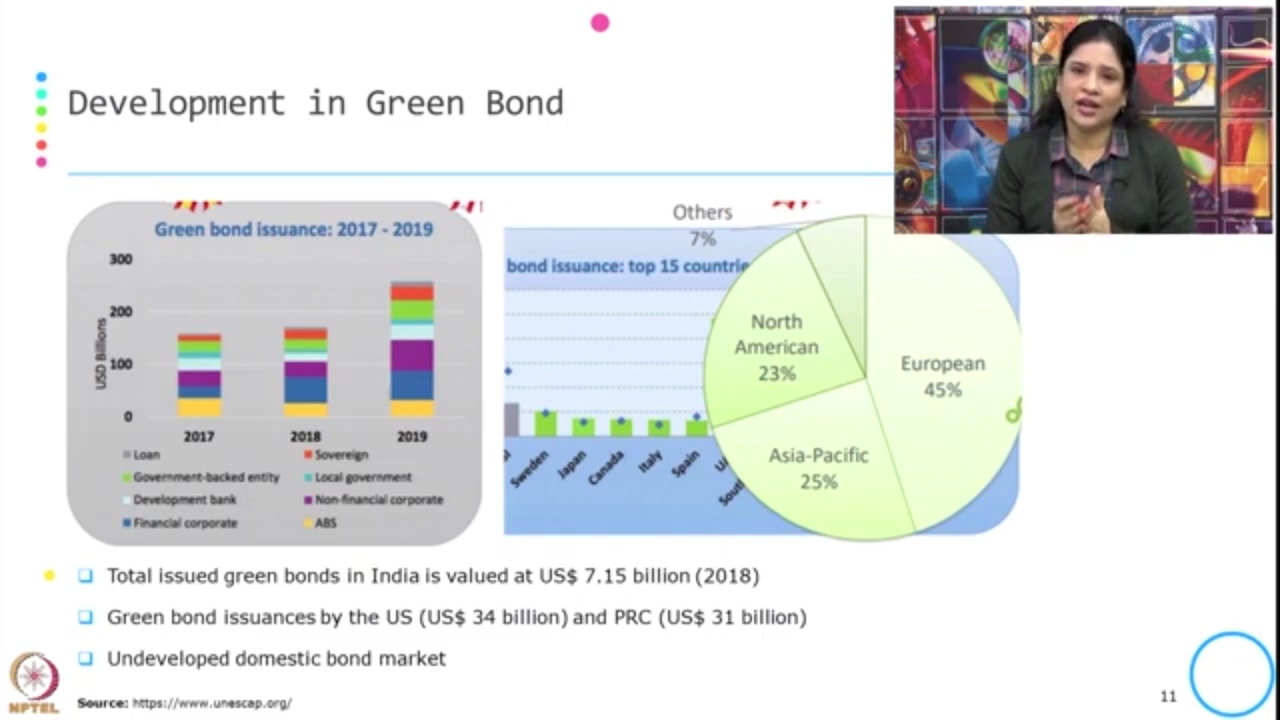 Development in Green Bond
Green bond issuance: 2017 - 2019
300
200
100
0
USD Billions
2017
2018
2019
Loan
Sovereign
Government-backed entity
Local government
Development bank
Non-financial corporate
Financial corporate
ABS
bond issuance: top 15 countrie
Sweden
Japan
Canada
Italy
Spain
Others
7%
North
American
23%
European
45%
Asia-Pacific
25%
Total issued green bonds in India is valued at US$ 7.15 billion (2018)
Green bond issuances by the US (US$ 34 billion) and PRC (US$ 31 billion)
Undeveloped domestic bond market
NPTEL
Source: https://www.unescap.org/
11